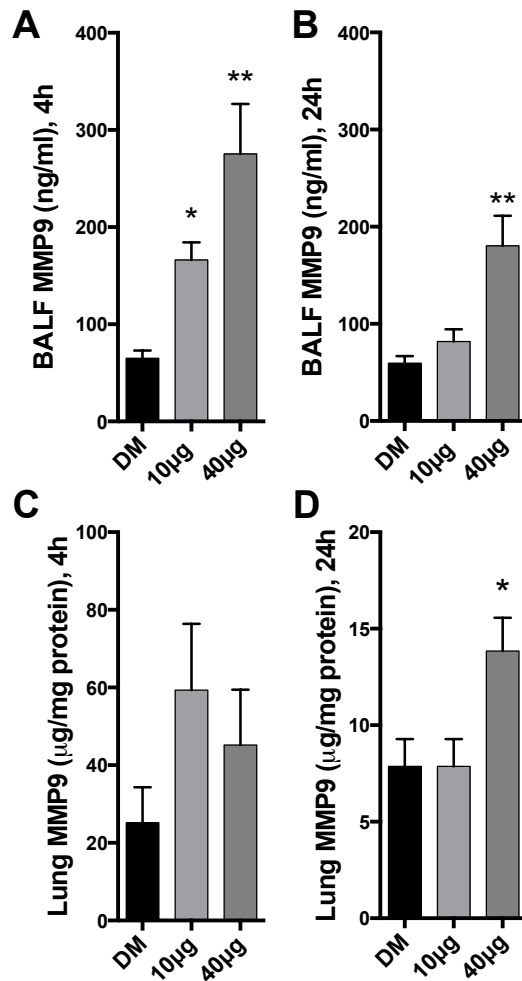 A
BALF MMP9 (ng/ml), 4h
400
300
200
100
0
*
**
DM
10µg
40µg
B
BALF MMP9 (ng/ml), 24h
400
300
200
100
0
**
DM
10µg
40µg
C
Lung MMP9 (µg/mg protein), 4h
100
80
60
40
20
0
DM
10µg
40µg
D
Lung MMP9 (µg/mg protein), 24h
20
15
10
5
0
*
DM
10µg
40µg